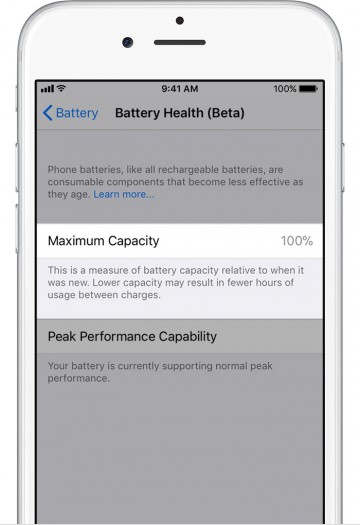 9:41 AM 100%
Battery Battery Health (Beta)
Phone batteries, like all rechargeable batteries, are
consumable components that become less effective as
they age. Learn more...
Maximum Capacity 100%
This is a measure of battery capacity relative to when it
was new. Lower capacity may result in fewer hours of
usage between charges.
Peak Performance Capability
Your battery is currently supporting normal peak
performance.